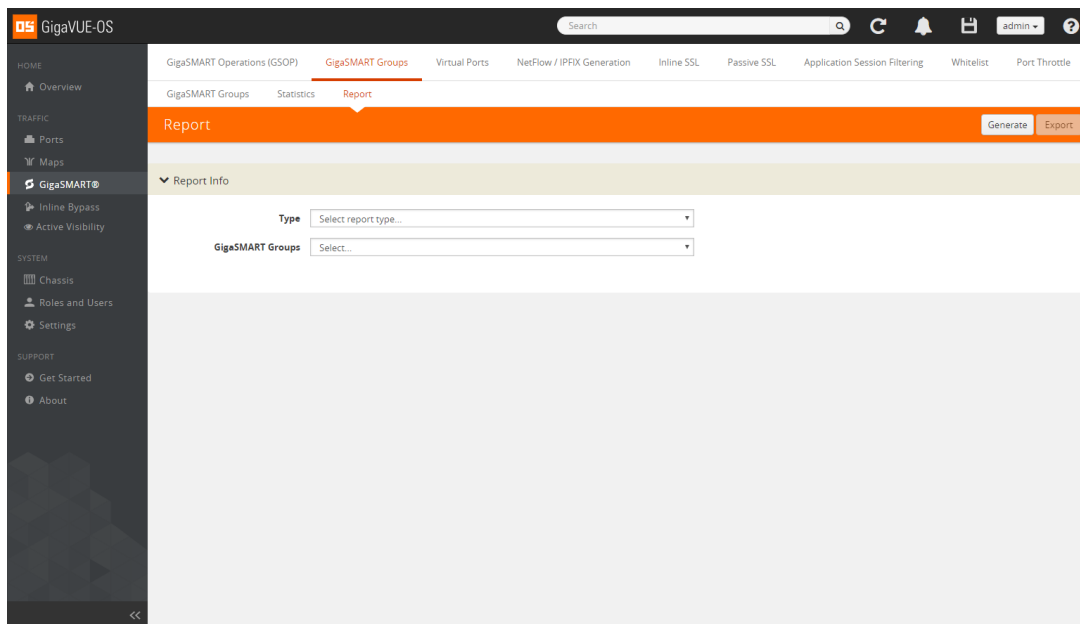 OS GigaVUE-OS
Search
admin
HOME
Overview
TRAFFIC
Ports
Maps
GigaSMART®
Inline Bypass
Active Visibility
SYSTEM
Chassis
Roles and Users
Settings
SUPPORT
Get Started
About
GigaSMART Operations (GSOP) GigaSMART Groups Virtual Ports NetFlow / IPFIX Generation Inline SSL Passive SSL Application Session Filtering Whitelist Port Throttle
GigaSMART Groups Statistics Report
Report Generate Export
Report Info
Type Select report type...
GigaSMART Groups Select...